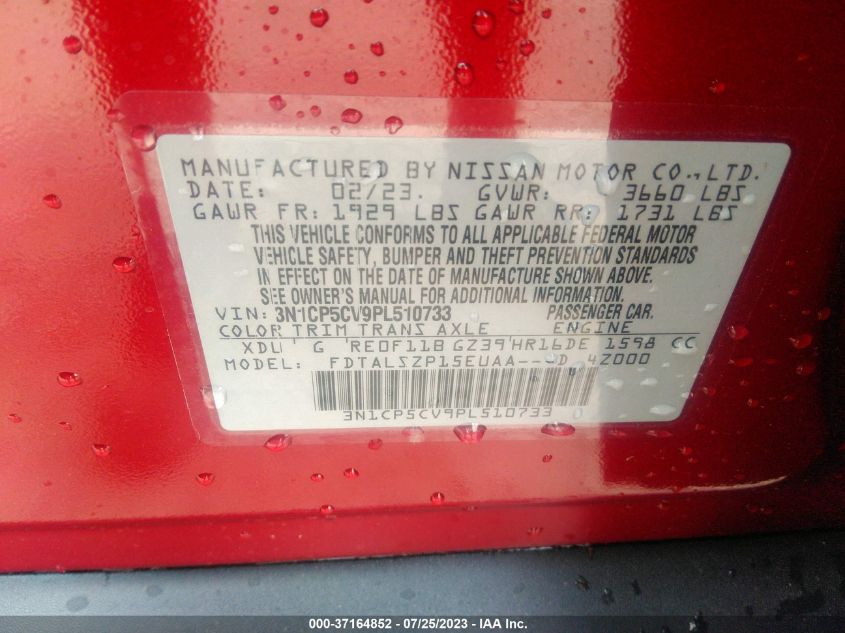 MANUFACTURED BY NISSAN MOTOR CO., LTD.
DATE: 02/23. GVWR: 3660 LBS
GAWR FR: 1929 LBS GAWR RR: 1731 LBS
THIS VEHICLE CONFORMS TO ALL APPLICABLE FEDERAL MOTOR
VEHICLE SAFETY, BUMPER AND THEFT PREVENTION STANDARDS
IN EFFECT ON THE DATE OF MANUFACTURE SHOWN ABOVE.
SEE OWNER'S MANUAL FOR ADDITIONAL INFORMATION.
VIN: 3N1CP5CV9PL510733 PASSENGER CAR.
COLOR TRIM TRANS AXLE ENGINE
G RE0F11B GZ39 HR16DE 1598 CC
MODEL: FDTALSZP15EUAA---D 4Z000
3N1CP5CV9PL510733
000-37164852 - 07/25/2023 - IAA Inc.